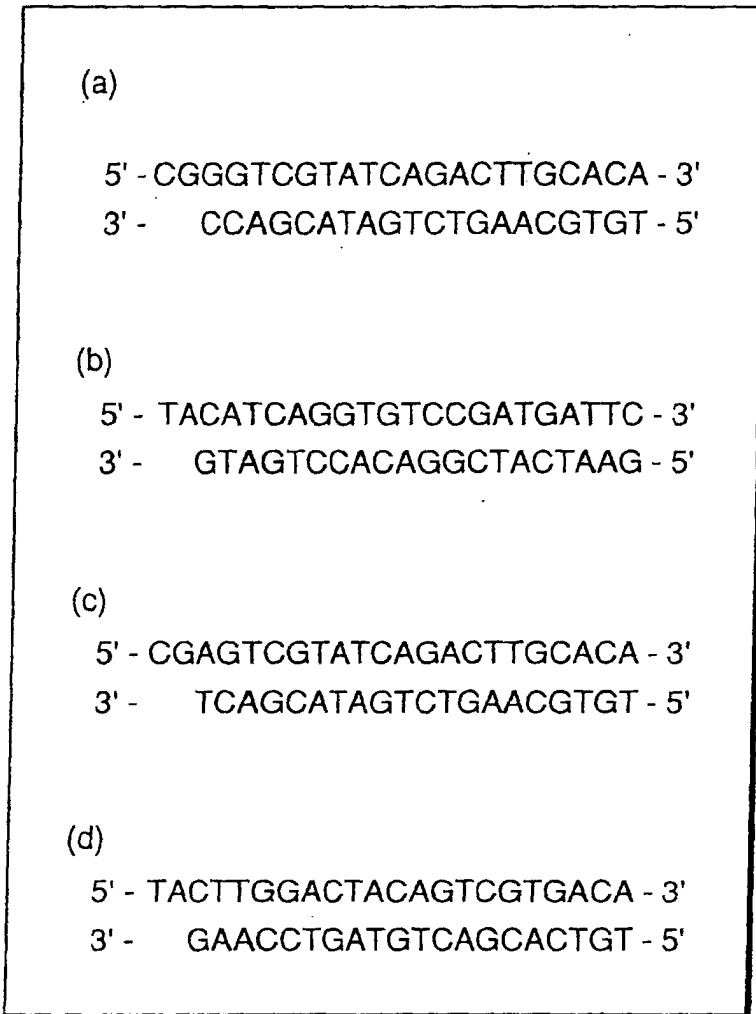 (a)
5' - CGGGTCGTATCAGACTTGCACA - 3'
3' - CCAGCATAGTCTGAACGTGT - 5'
(b)
5' - TACATCAGGTGTCCGATGATTC - 3'
3' - GTAGTCCACAGGCTACTAAG - 5'
(c)
5' - CGAGTCGTATCAGACTTGCACA - 3'
3' - TCAGCATAGTCTGAACGTGT - 5'
(d)
5' - TACTTGGACTACAGTCGTGACA - 3'
3' - GAACCTGATGTCAGCACTGT - 5'